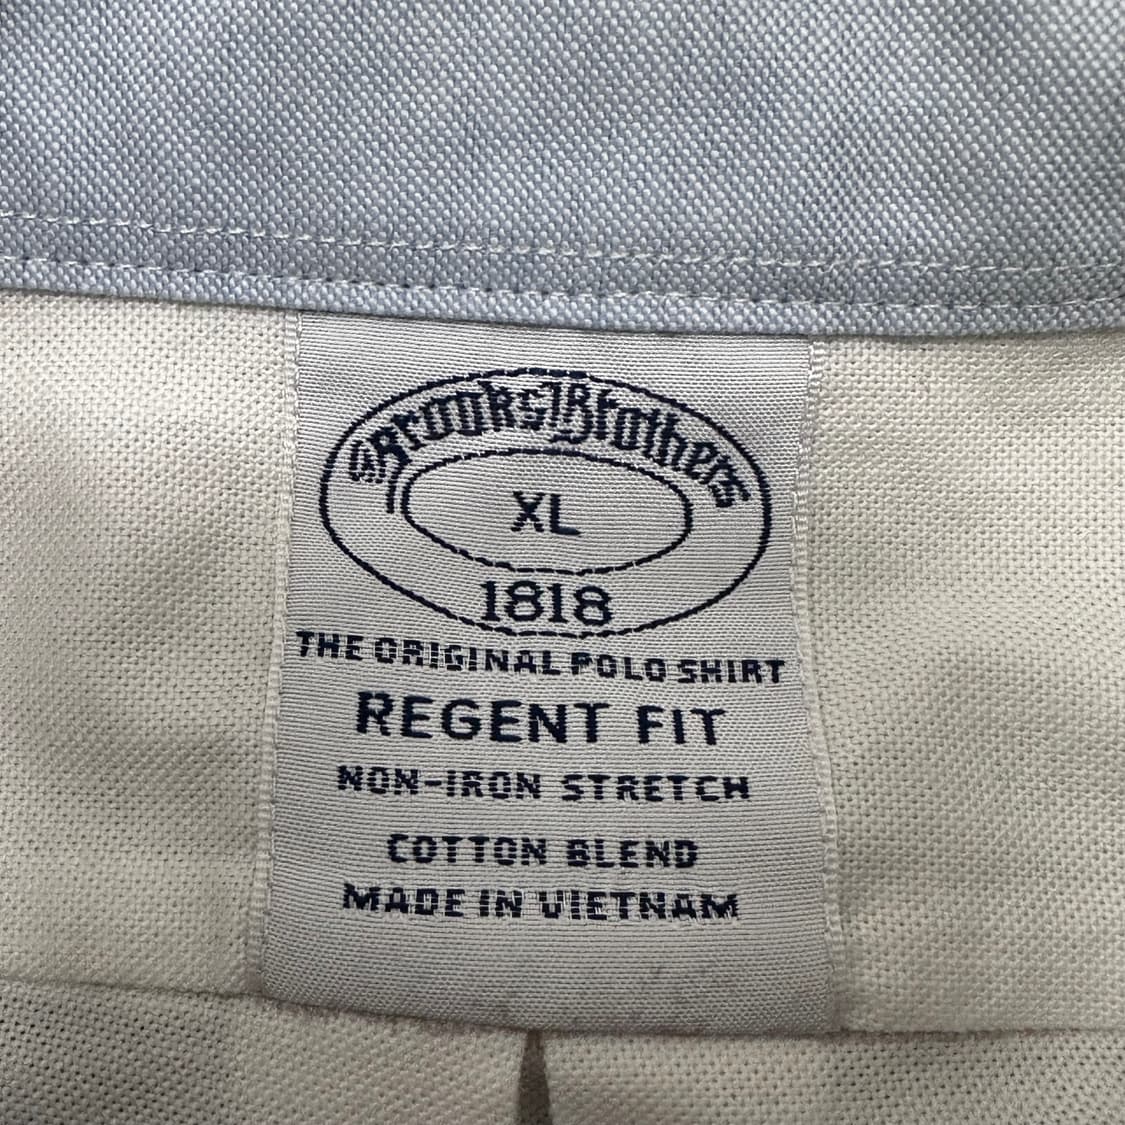 Brooks Brothers
XL
1818
THE ORIGINAL POLO SHIRT
REGENT FIT
NON-IRON STRETCH
COTTON BLEND
MADE IN VIETNAM